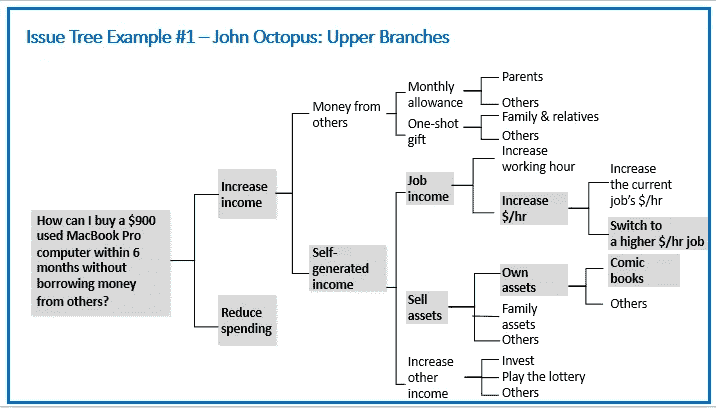 Issue Tree Example #1 – John Octopus: Upper Branches
How can I buy a $900
used MacBook Pro
computer within 6
months without
borrowing money
from others?
Increase
income
Reduce
spending
Money from
others
Self-
generated
income
Monthly
allowance
One-shot
gift
Parents
Others
Family & relatives
Others
Job
income
Sell
assets
Increase
other
income
Increase
working hour
Increase
$/hr
Increase
the current
job's $/hr
Switch to
a higher $/hr job
Own
assets
Family
assets
Others
Comic
books
Others
Invest
Play the lottery
Others